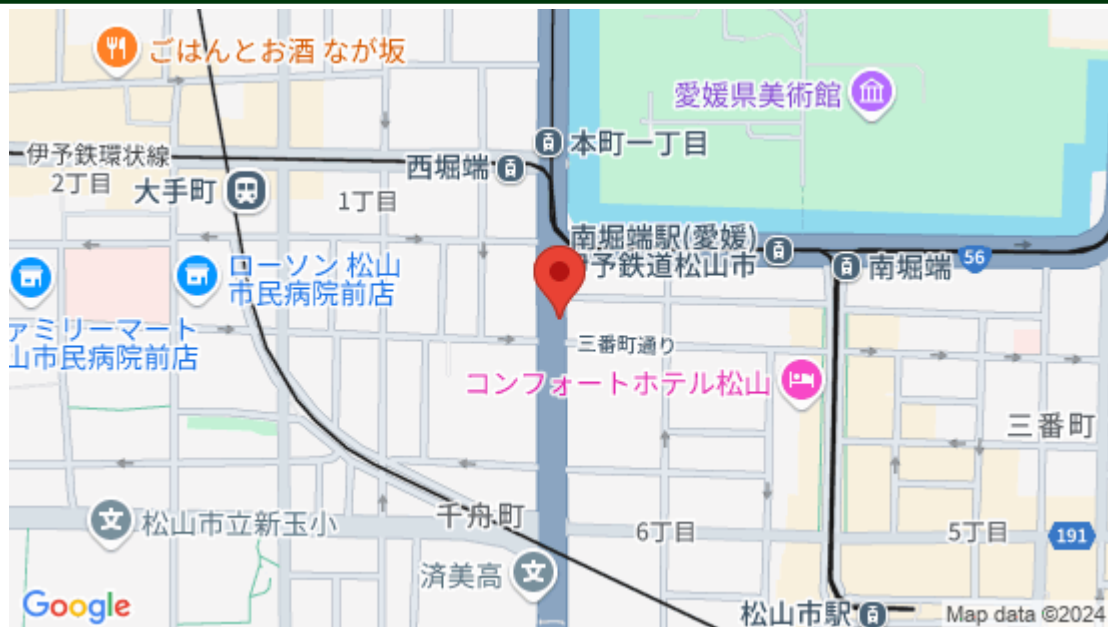 ごはんとお酒 なが坂
愛媛県美術館
本町一丁目
伊予鉄環状線
西堀端
2丁目
大手町
1丁目
南堀端駅(愛媛)
予鉄道松山市
南堀端
56
ローソン 松山
市民病院前店
ァミリーマート
山市民病院前店
三番町通り
コンフォートホテル松山
三番町
千舟町
松山市立新玉小
6丁目
5丁目
191
済美高
松山市駅
Google
Map data ©2024